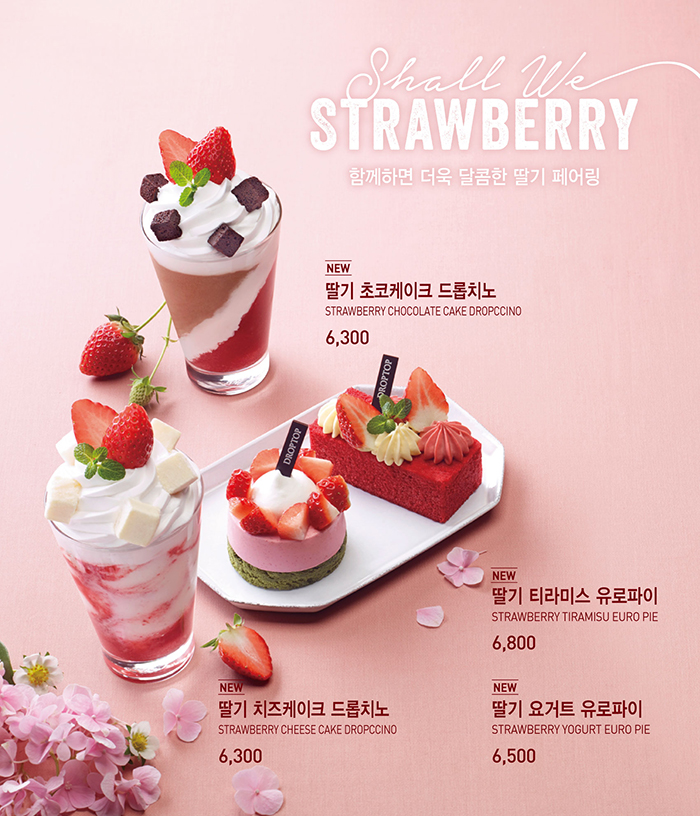 Shall We
STRAWBERRY
함께하면 더욱 달콤한 딸기 페어링
NEW
딸기 초코케이크 드롭치노
STRAWBERRY CHOCOLATE CAKE DROPCCINO
6,300
DROPTOP
DROPTOP
NEW
딸기 티라미스 유로파이
STRAWBERRY TIRAMISU EURO PIE
6,800
NEW
딸기 치즈케이크 드롭치노
STRAWBERRY CHEESE CAKE DROPCCINO
6,300
NEW
딸기 요거트 유로파이
STRAWBERRY YOGURT EURO PIE
6,500